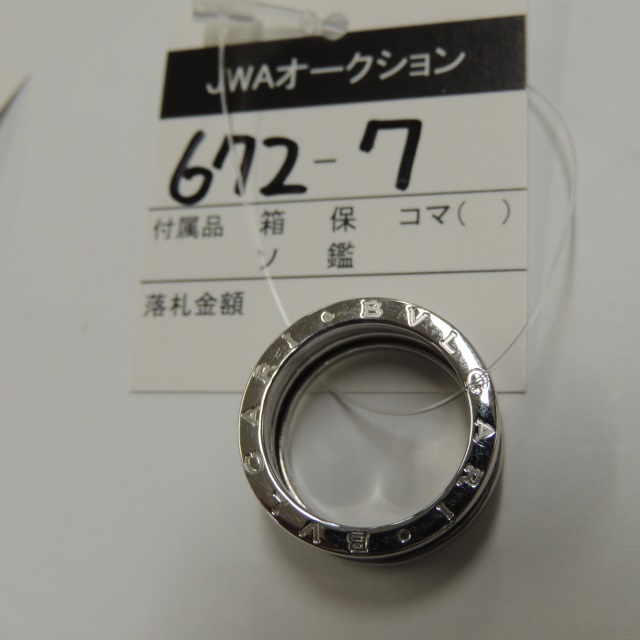 JWAオークション
672-7
付属品 箱 保 コマ( )
ソ 鑑
落札金額
• BVLGARI • BVLGARI